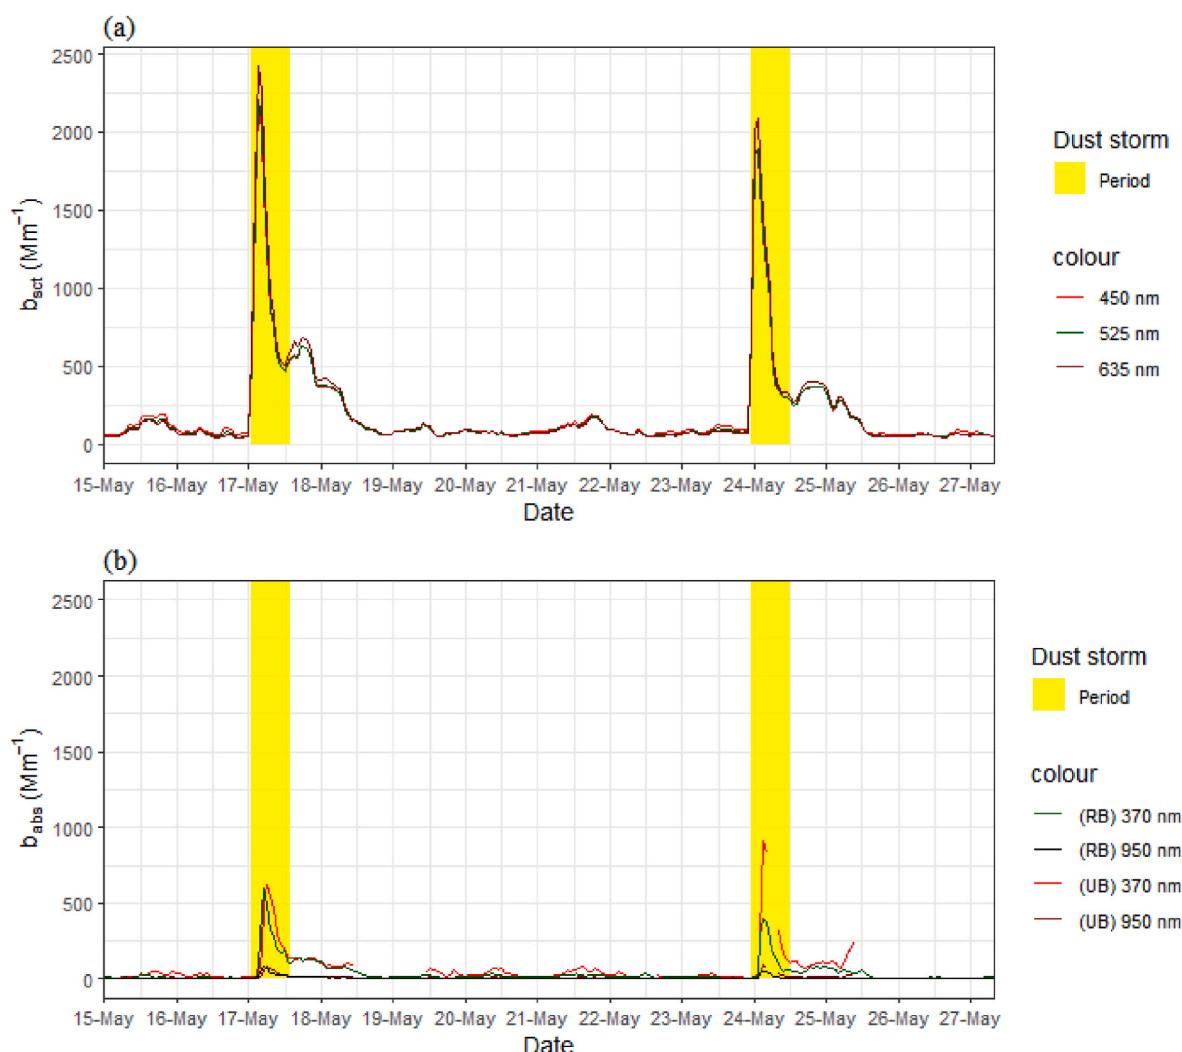 (a)
2500
2000
1500
1000
500
0
b_sct (Mm⁻¹)
15-May 16-May 17-May 18-May 19-May 20-May 21-May 22-May 23-May 24-May 25-May 26-May 27-May
Date
Dust storm
Period
colour
450 nm
525 nm
635 nm
(b)
2500
2000
1500
1000
500
0
b_abs (Mm⁻¹)
15-May 16-May 17-May 18-May 19-May 20-May 21-May 22-May 23-May 24-May 25-May 26-May 27-May
Date
Dust storm
Period
colour
(RB) 370 nm
(RB) 950 nm
(UB) 370 nm
(UB) 950 nm